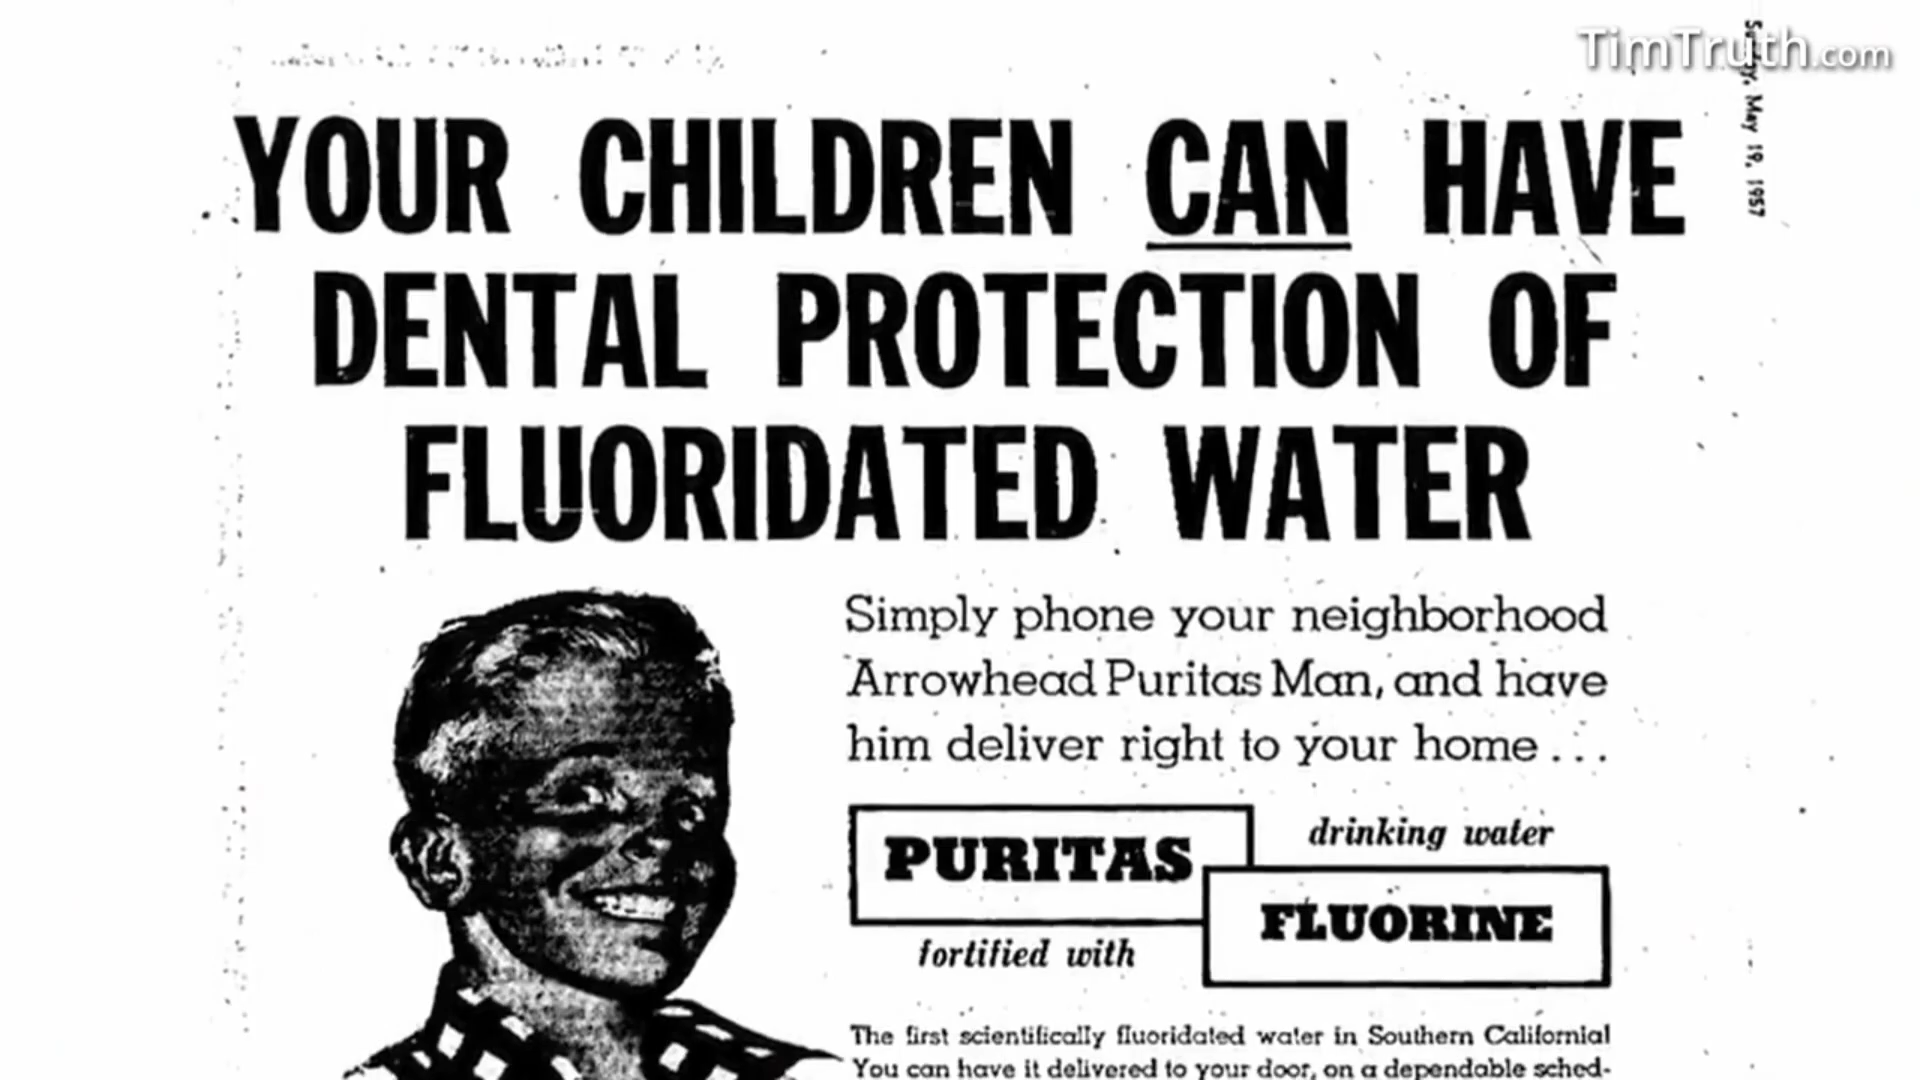 TimTruth.com
Sunday, May 19, 1957
YOUR CHILDREN CAN HAVE
DENTAL PROTECTION OF
FLUORIDATED WATER
Simply phone your neighborhood
Arrowhead Puritas Man, and have
him deliver right to your home ...
PURITAS
drinking water
fortified with
FLUORINE
The first scientifically fluoridated water in Southern California!
You can have it delivered to your door, on a dependable sched-